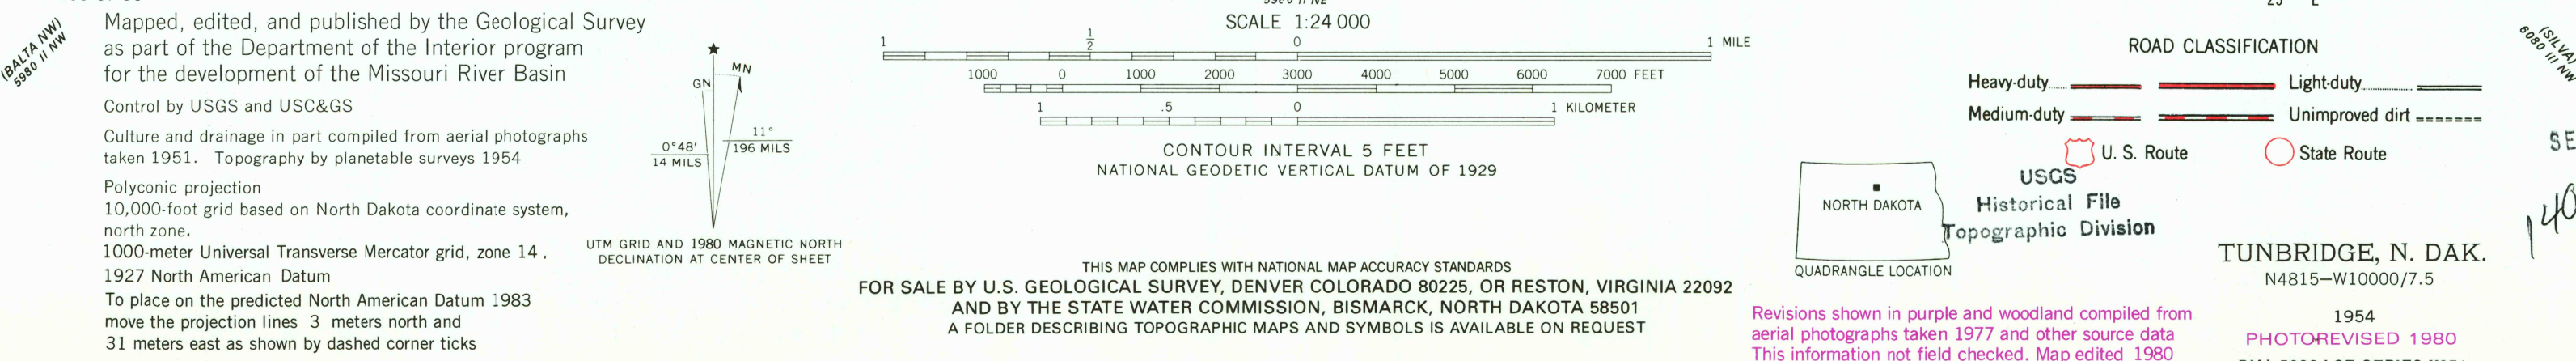 (BALTA NW)
5980 II NW
Mapped, edited, and published by the Geological Survey
as part of the Department of the Interior program
for the development of the Missouri River Basin
Control by USGS and USC&GS
Culture and drainage in part compiled from aerial photographs
taken 1951. Topography by planetable surveys 1954
Polyconic projection
10,000-foot grid based on North Dakota coordinate system,
north zone.
1000-meter Universal Transverse Mercator grid, zone 14.
1927 North American Datum
To place on the predicted North American Datum 1983
move the projection lines 3 meters north and
31 meters east as shown by dashed corner ticks
MN
GN
11°
196 MILS
0°48'
14 MILS
UTM GRID AND 1980 MAGNETIC NORTH
DECLINATION AT CENTER OF SHEET
SCALE 1:24 000
1 1/2 0 1 MILE
1000 0 1000 2000 3000 4000 5000 6000 7000 FEET
1 .5 0 1 KILOMETER
CONTOUR INTERVAL 5 FEET
NATIONAL GEODETIC VERTICAL DATUM OF 1929
THIS MAP COMPLIES WITH NATIONAL MAP ACCURACY STANDARDS
FOR SALE BY U.S. GEOLOGICAL SURVEY, DENVER COLORADO 80225, OR RESTON, VIRGINIA 22092
AND BY THE STATE WATER COMMISSION, BISMARCK, NORTH DAKOTA 58501
A FOLDER DESCRIBING TOPOGRAPHIC MAPS AND SYMBOLS IS AVAILABLE ON REQUEST
ROAD CLASSIFICATION
Heavy-duty Light-duty
Medium-duty Unimproved dirt
U. S. Route State Route
NORTH DAKOTA
QUADRANGLE LOCATION
USGS
Historical File
Topographic Division
Revisions shown in purple and woodland compiled from
aerial photographs taken 1977 and other source data
This information not field checked. Map edited 1980
TUNBRIDGE, N. DAK.
N4815—W10000/7.5
1954
PHOTOREVISED 1980
(SILVA)
6080 III NW
SE
140